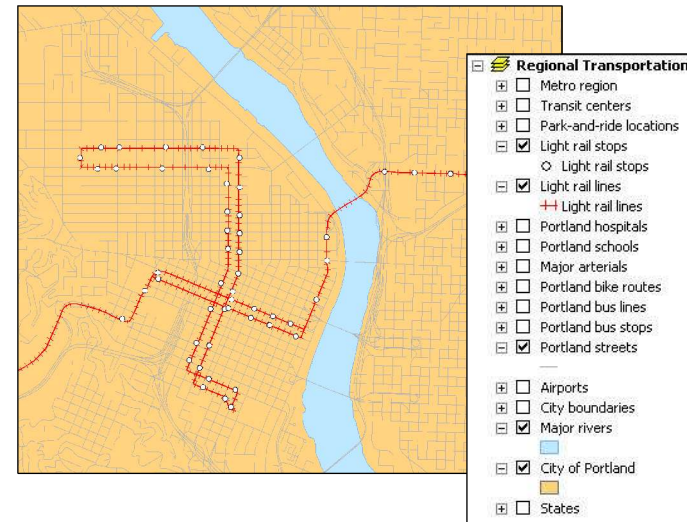 Regional Transportation
Metro region
Transit centers
Park-and-ride locations
Light rail stops
Light rail stops
Light rail lines
Light rail lines
Portland hospitals
Portland schools
Major arterials
Portland bike routes
Portland bus lines
Portland bus stops
Portland streets
Airports
City boundaries
Major rivers
City of Portland
States